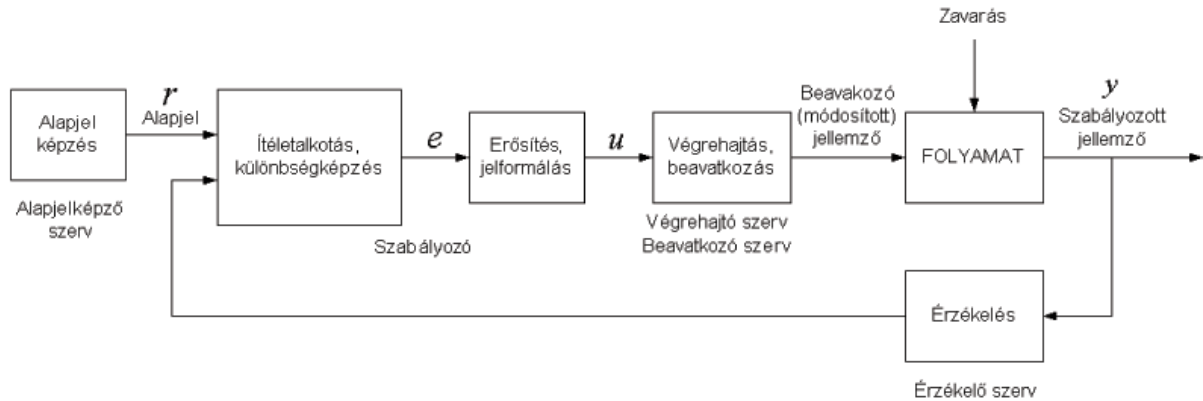 Zavarás
Alapjel
képzés
r
Alapjel
Ítéletalkotás,
különbségképzés
e
Erősítés,
jelformálás
u
Végrehajtás,
beavatkozás
Beavakozó
(módosított)
jellemző
FOLYAMAT
y
Szabályozott
jellemző
Alapjelképző
szerv
Szabályozó
Végrehajtó szerv
Beavatkozó szerv
Érzékelés
Érzékelő szerv